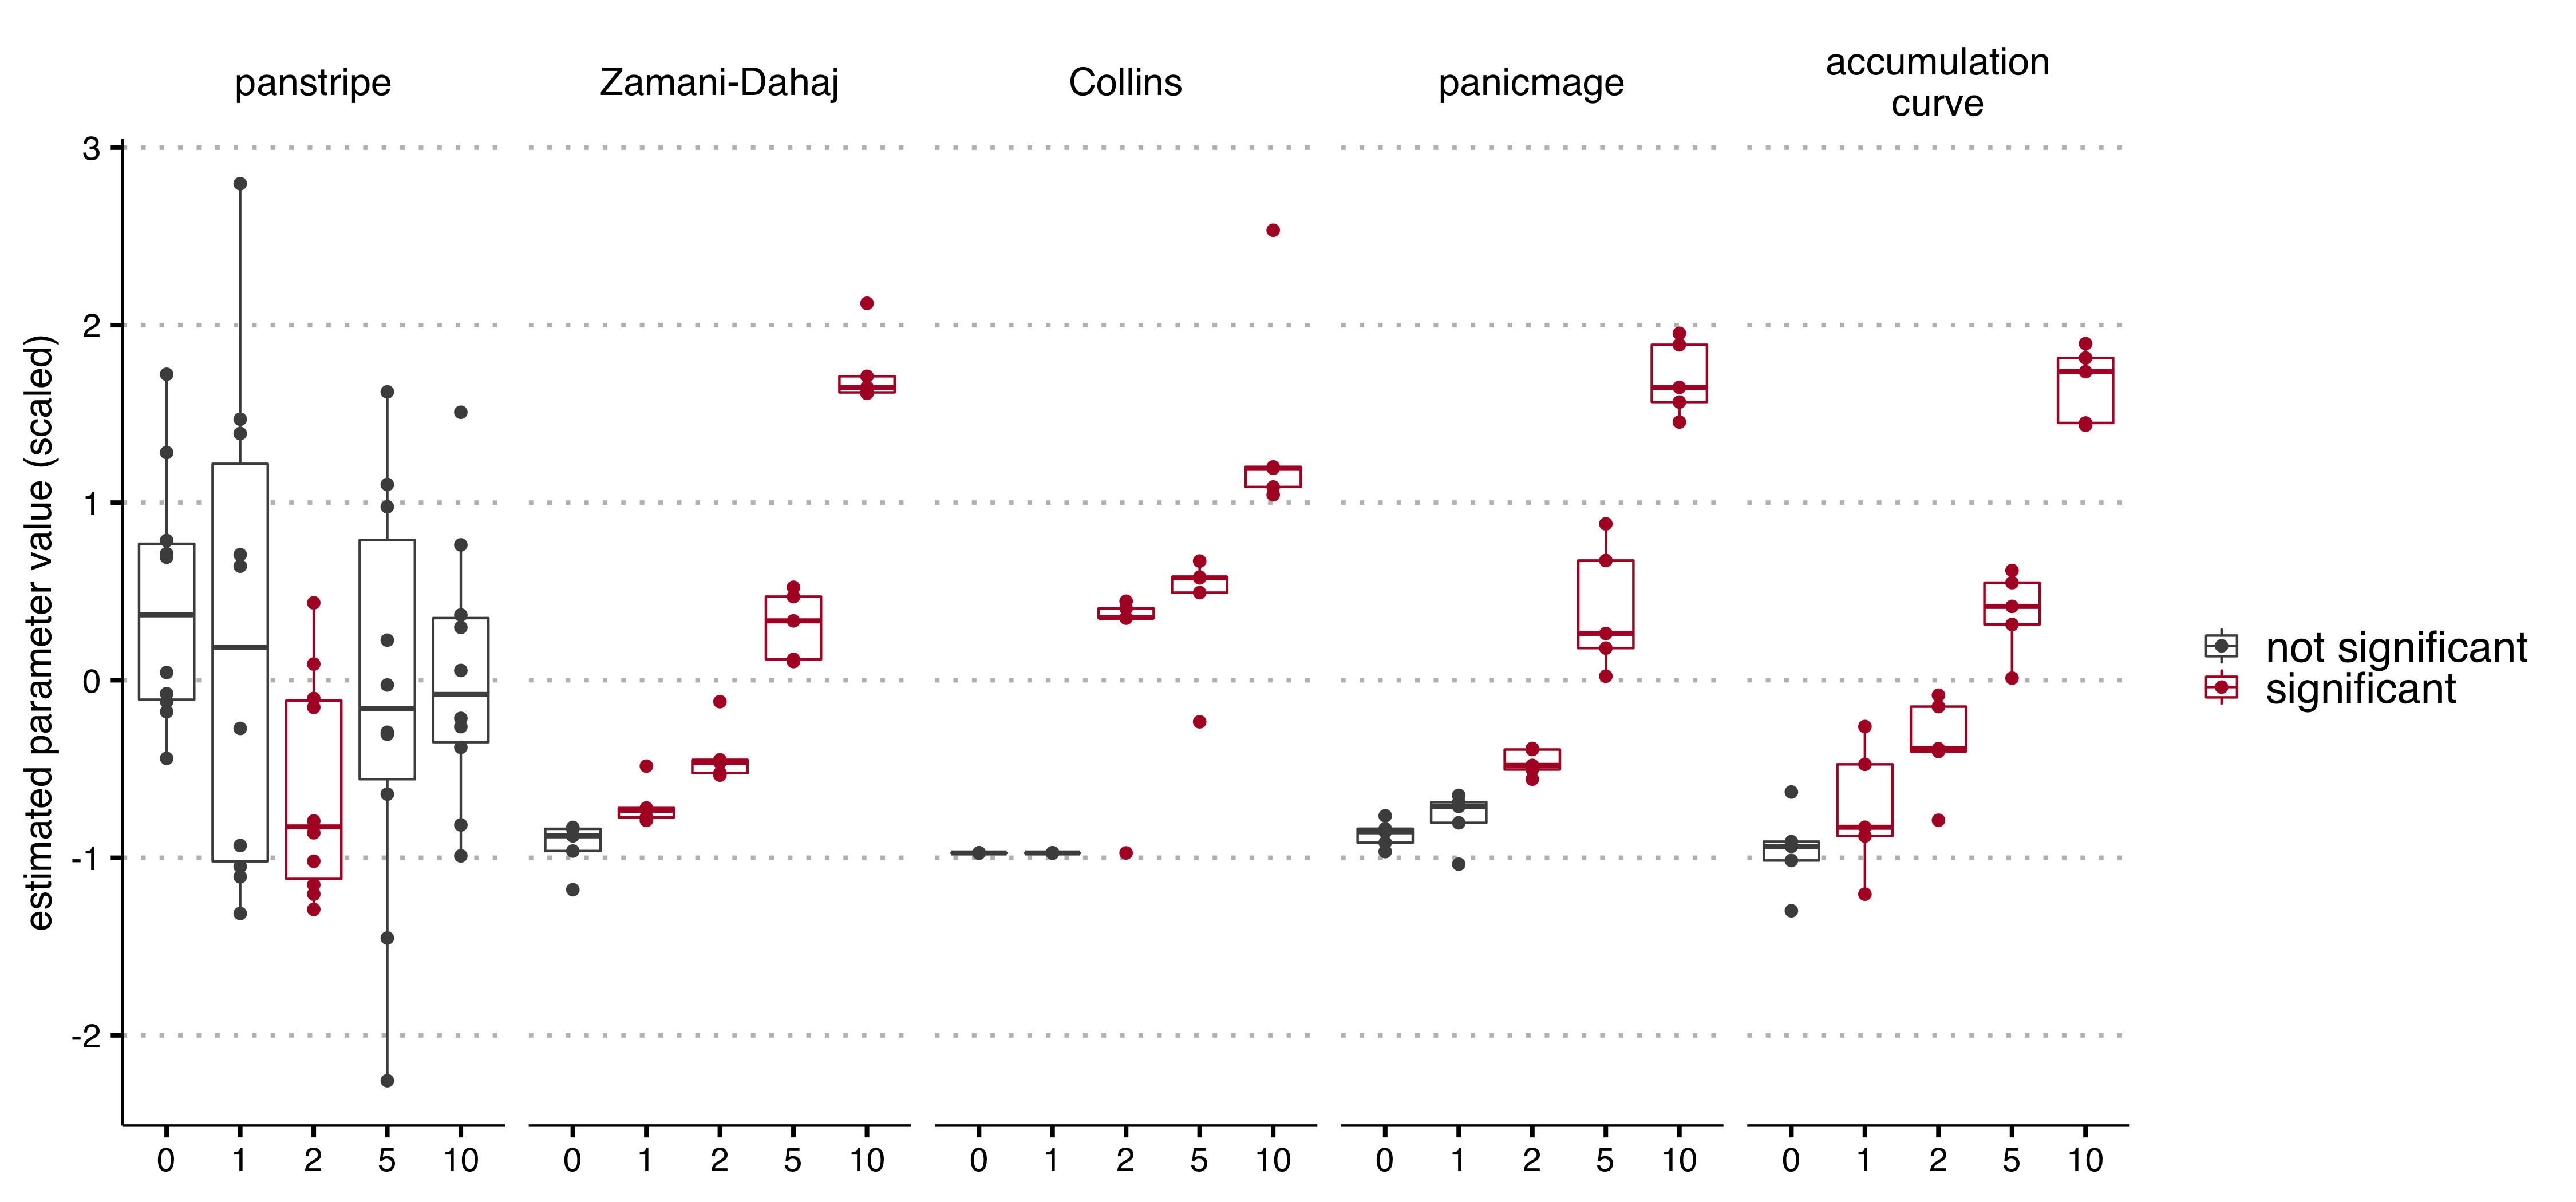 panstripe
Zamani-Dahaj
Collins
panicmage
accumulation
curve
estimated parameter value (scaled)
3
2
1
0
-1
-2
0 1 2 5 10
0 1 2 5 10
0 1 2 5 10
0 1 2 5 10
0 1 2 5 10
not significant
significant